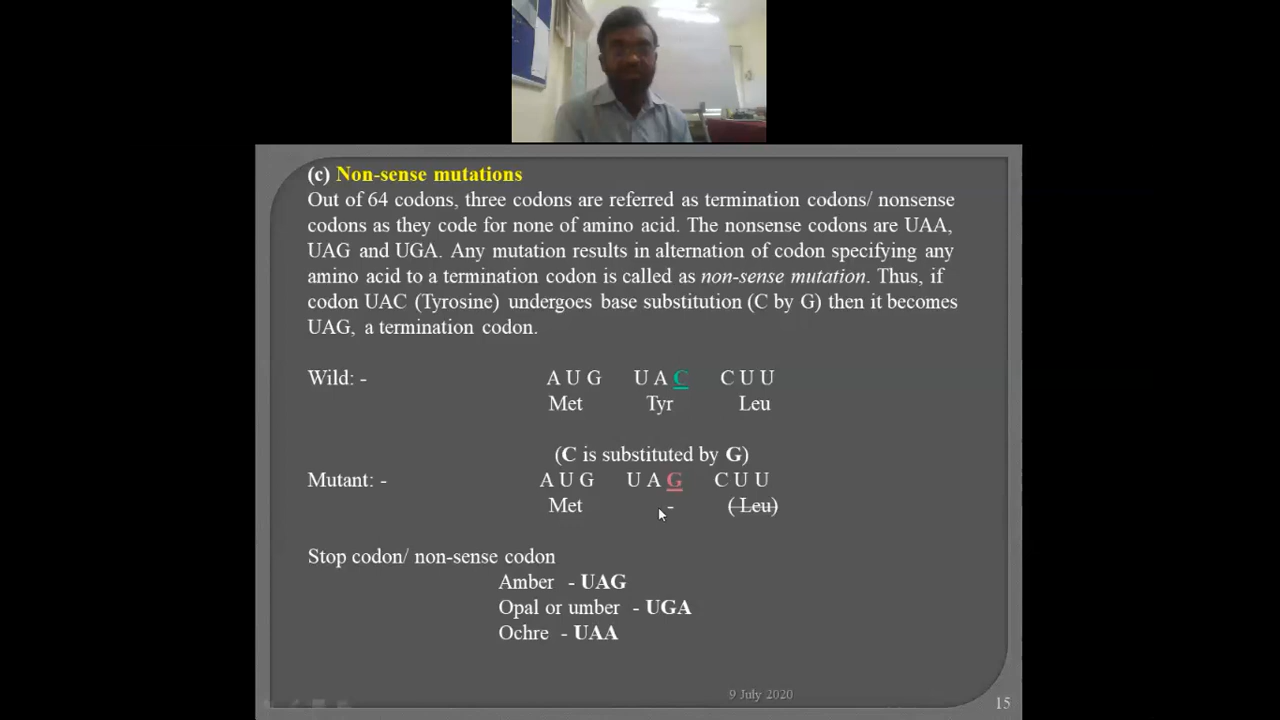 (c) Non-sense mutations
Out of 64 codons, three codons are referred as termination codons/ nonsense
codons as they code for none of amino acid. The nonsense codons are UAA,
UAG and UGA. Any mutation results in alternation of codon specifying any
amino acid to a termination codon is called as non-sense mutation. Thus, if
codon UAC (Tyrosine) undergoes base substitution (C by G) then it becomes
UAG, a termination codon.
Wild: - A U G U A C C U U
Met Tyr Leu
(C is substituted by G)
Mutant: - A U G U A G C U U
Met - ( Leu)
Stop codon/ non-sense codon
Amber - UAG
Opal or umber - UGA
Ochre - UAA
9 July 2020
15